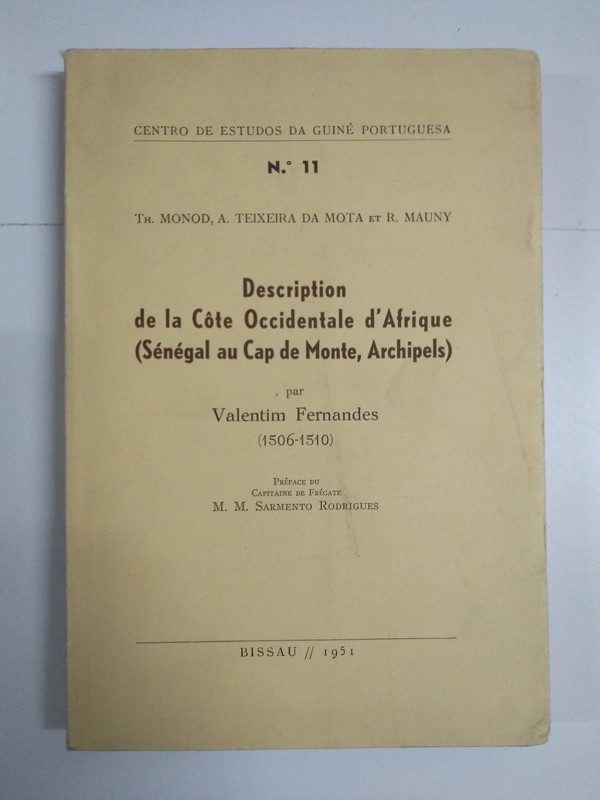 CENTRO DE ESTUDOS DA GUINÉ PORTUGUESA
N.º 11
TH. MONOD, A. TEIXEIRA DA MOTA ET R. MAUNY
Description
de la Côte Occidentale d'Afrique
(Sénégal au Cap de Monte, Archipels)
par
Valentim Fernandes
(1506-1510)
PRÉFACE DU
CAPITAINE DE FRÉGATE
M. M. SARMENTO RODRIGUES
BISSAU // 1951